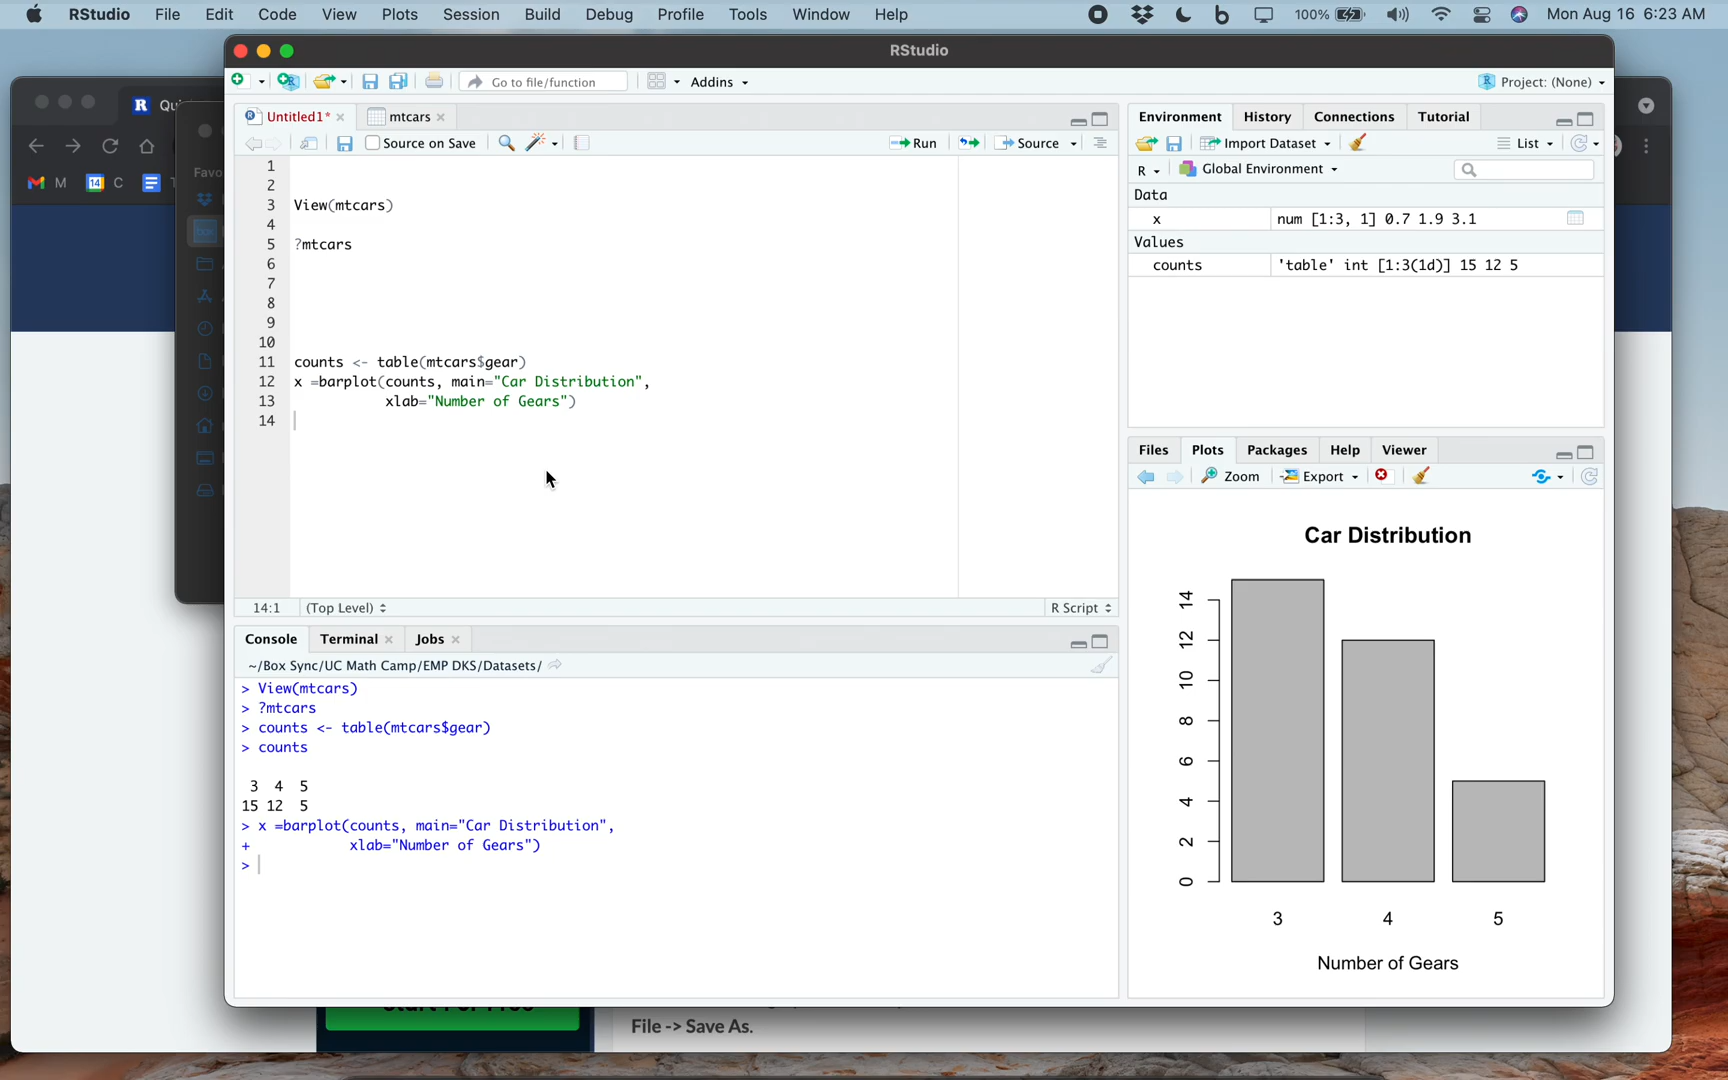 RStudio File Edit Code View Plots Session Build Debug Profile Tools Window Help 100% Mon Aug 16 6:23 AM
RStudio
Go to file/function Addins Project: (None)
Untitled1* mtcars
Source on Save Run Source
1
2
3 View(mtcars)
4
5 ?mtcars
6
7
8
9
10
11 counts <- table(mtcars$gear)
12 x =barplot(counts, main="Car Distribution",
13 xlab="Number of Gears")
14
14:1 (Top Level) R Script
Console Terminal Jobs
~/Box Sync/UC Math Camp/EMP DKS/Datasets/
> View(mtcars)
> ?mtcars
> counts <- table(mtcars$gear)
> counts
3 4 5
15 12 5
> x =barplot(counts, main="Car Distribution",
+ xlab="Number of Gears")
>
Environment History Connections Tutorial
Import Dataset List
R Global Environment
Data
x num [1:3, 1] 0.7 1.9 3.1
Values
counts 'table' int [1:3(1d)] 15 12 5
Files Plots Packages Help Viewer
Zoom Export
Car Distribution
14
12
10
8
6
4
2
0
3 4 5
Number of Gears
R Qu
M 14 C
Favo
File -> Save As.